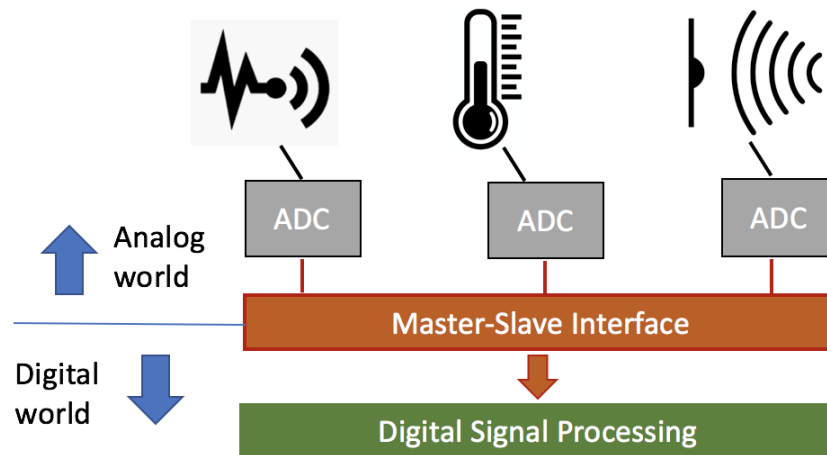 ADC
ADC
ADC
Analog
world
Master-Slave Interface
Digital
world
Digital Signal Processing